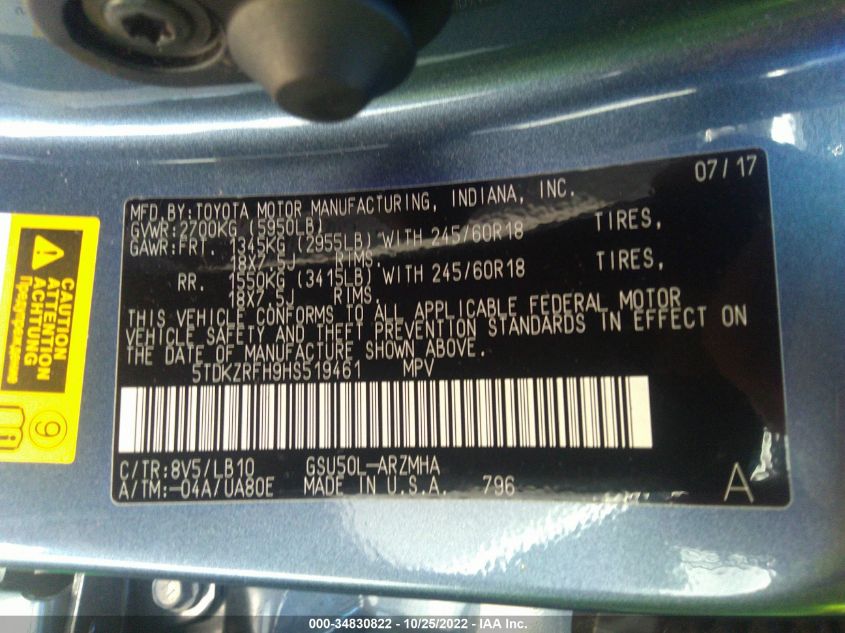 07/17
MFD.BY:TOYOTA MOTOR MANUFACTURING, INDIANA, INC.
GVWR:2700KG (5950LB)
GAWR:FRT. 1345KG (2955LB) WITH 245/60R18 TIRES,
18X7.5J RIMS.
RR. 1550KG (3415LB) WITH 245/60R18 TIRES,
18X7.5J RIMS.
THIS VEHICLE CONFORMS TO ALL APPLICABLE FEDERAL MOTOR
VEHICLE SAFETY AND THEFT PREVENTION STANDARDS IN EFFECT ON
THE DATE OF MANUFACTURE SHOWN ABOVE.
5TDKZRFH9HS519461 MPV
C/TR:8V5/LB10 GSU50L-ARZMHA
A/TM:-04A/UA80E MADE IN U.S.A. 796 A
CAUTION
ATTENTION
ACHTUNG
9
000-34830822 - 10/25/2022 - IAA Inc.